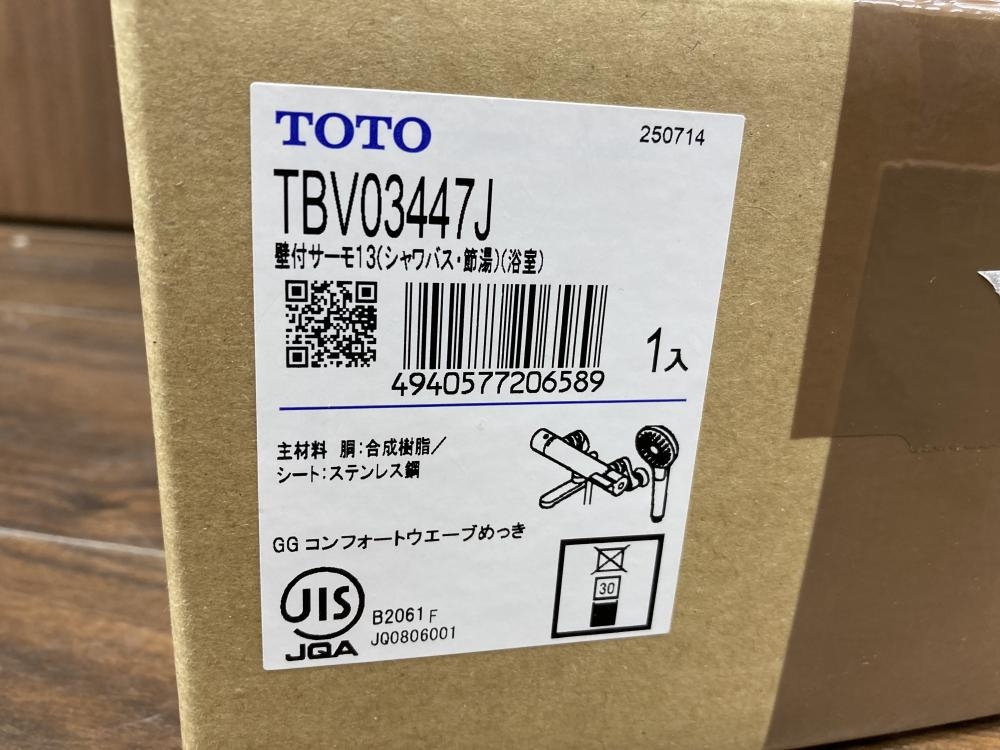 TOTO
250714
TBV03447J
壁付サーモ13(シャワバス・節湯)(浴室)
4940577206589
1入
主材料 胴:合成樹脂/
シート:ステンレス鋼
GG コンフォートウエーブめっき
30
JIS
JQA
B2061 F
JQ0806001